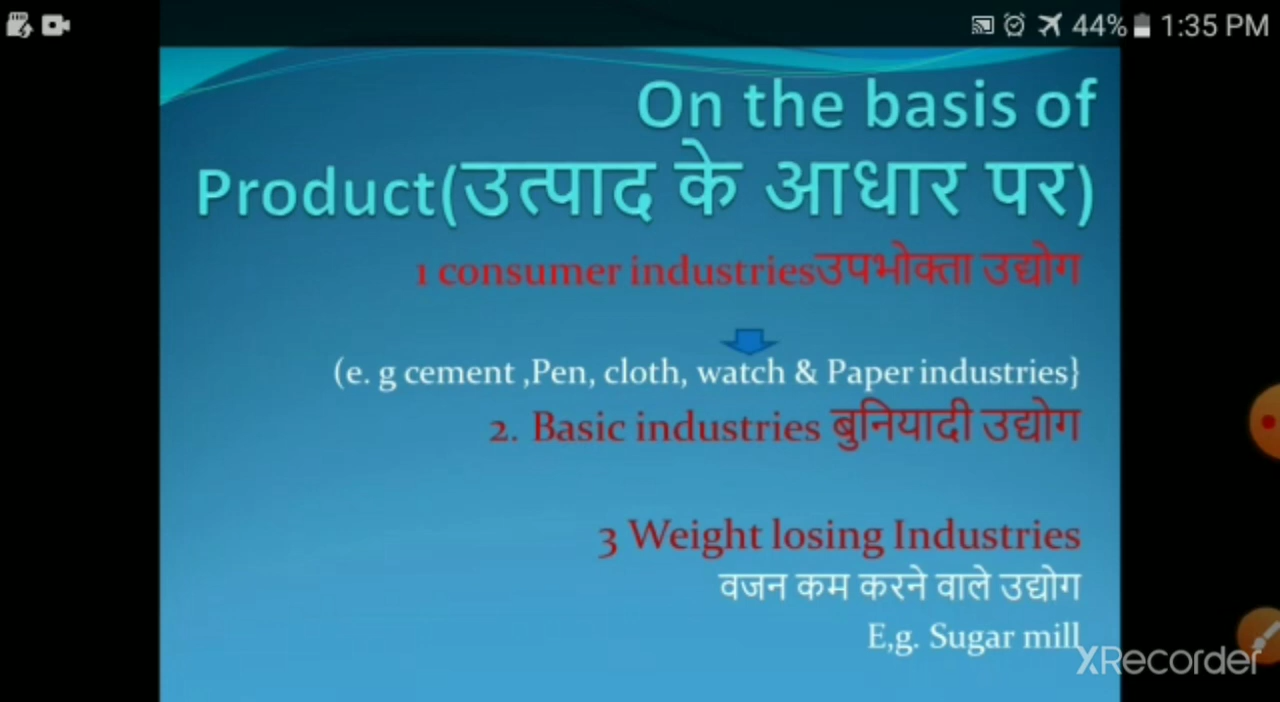 44% 1:35 PM
On the basis of
Product(उत्पाद के आधार पर)
1 consumer industriesउपभोक्ता उद्योग
(e. g cement ,Pen, cloth, watch & Paper industries}
2. Basic industries बुनियादी उद्योग
3 Weight losing Industries
वजन कम करने वाले उद्योग
E,g. Sugar mill
XRecorder